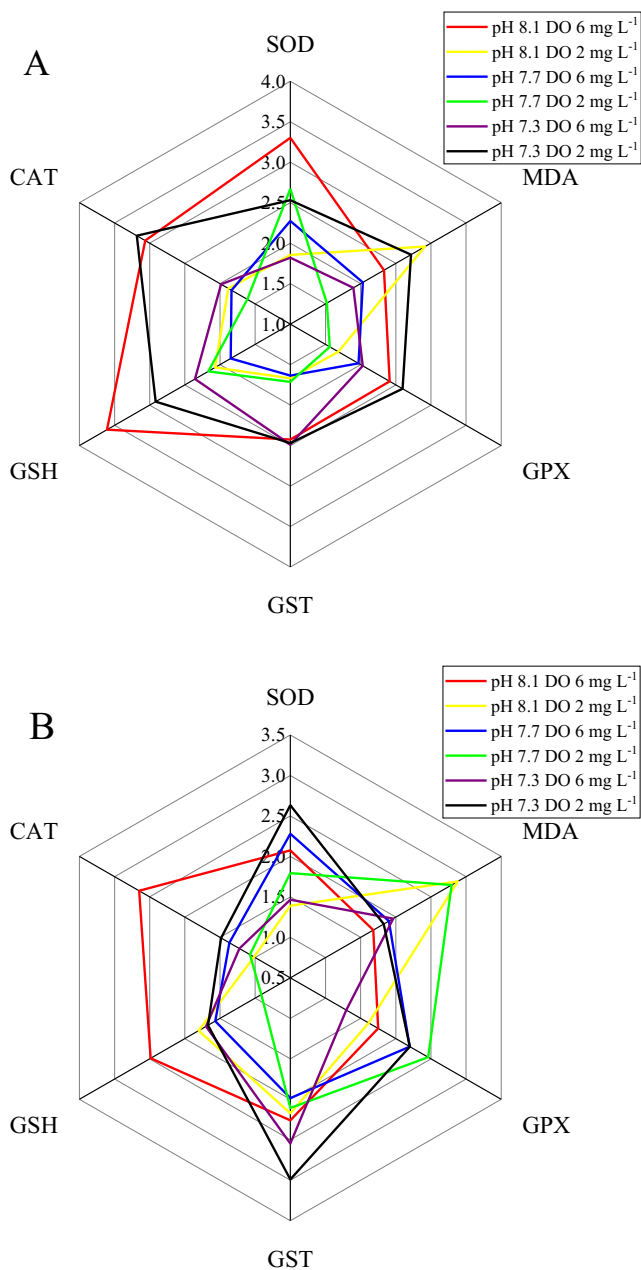 A
SOD
MDA
GPX
GST
GSH
CAT
4.0
3.5
3.0
2.5
2.0
1.5
1.0
pH 8.1 DO 6 mg L⁻¹
pH 8.1 DO 2 mg L⁻¹
pH 7.7 DO 6 mg L⁻¹
pH 7.7 DO 2 mg L⁻¹
pH 7.3 DO 6 mg L⁻¹
pH 7.3 DO 2 mg L⁻¹
B
SOD
MDA
GPX
GST
GSH
CAT
3.5
3.0
2.5
2.0
1.5
1.0
0.5
pH 8.1 DO 6 mg L⁻¹
pH 8.1 DO 2 mg L⁻¹
pH 7.7 DO 6 mg L⁻¹
pH 7.7 DO 2 mg L⁻¹
pH 7.3 DO 6 mg L⁻¹
pH 7.3 DO 2 mg L⁻¹